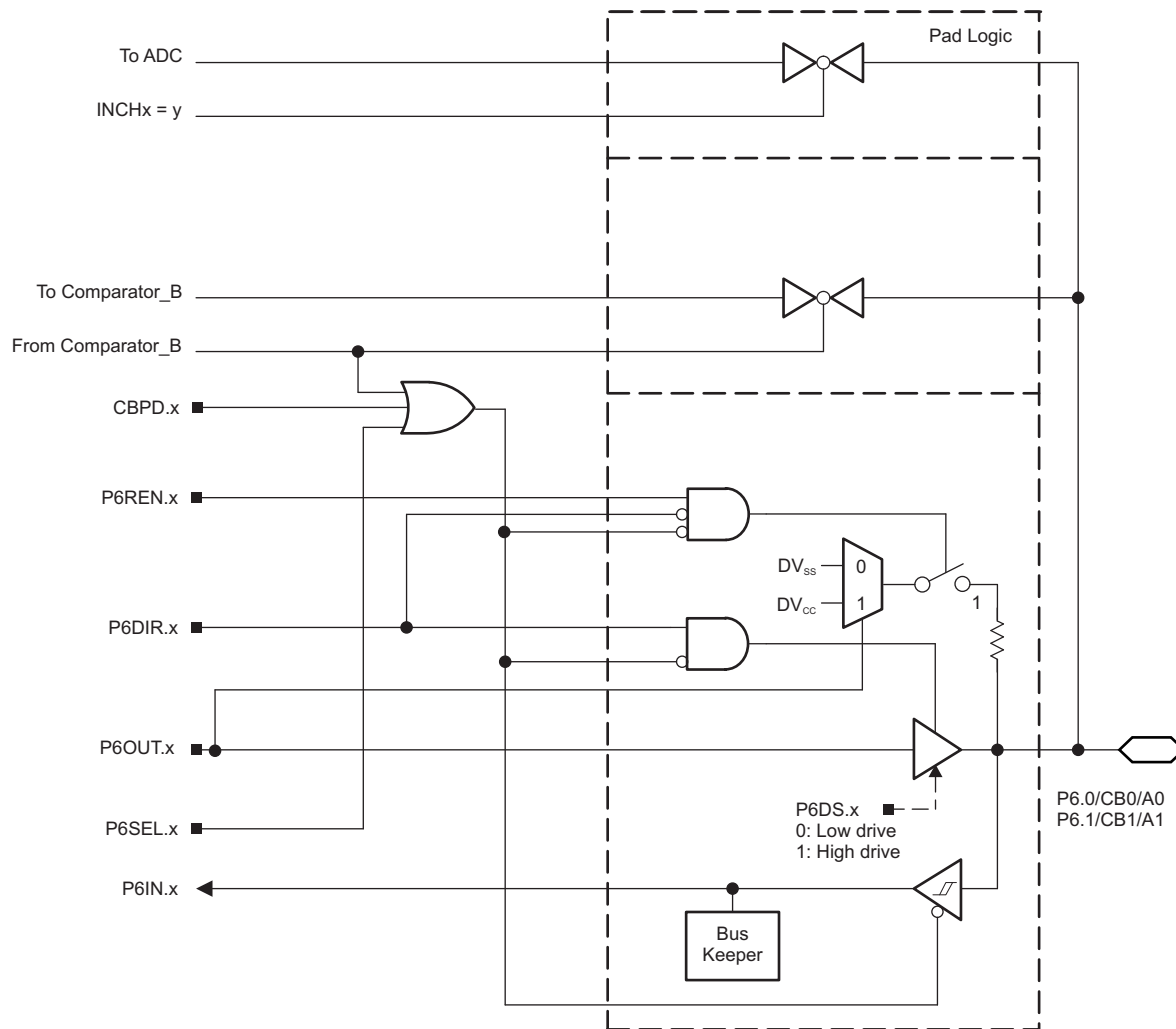 Pad Logic
To ADC
INCHx = y
To Comparator_B
From Comparator_B
CBPD.x
P6REN.x
DVss
0
DVcc
1
1
P6DIR.x
P6OUT.x
P6DS.x
0: Low drive
1: High drive
P6.0/CB0/A0
P6.1/CB1/A1
P6SEL.x
P6IN.x
Bus
Keeper